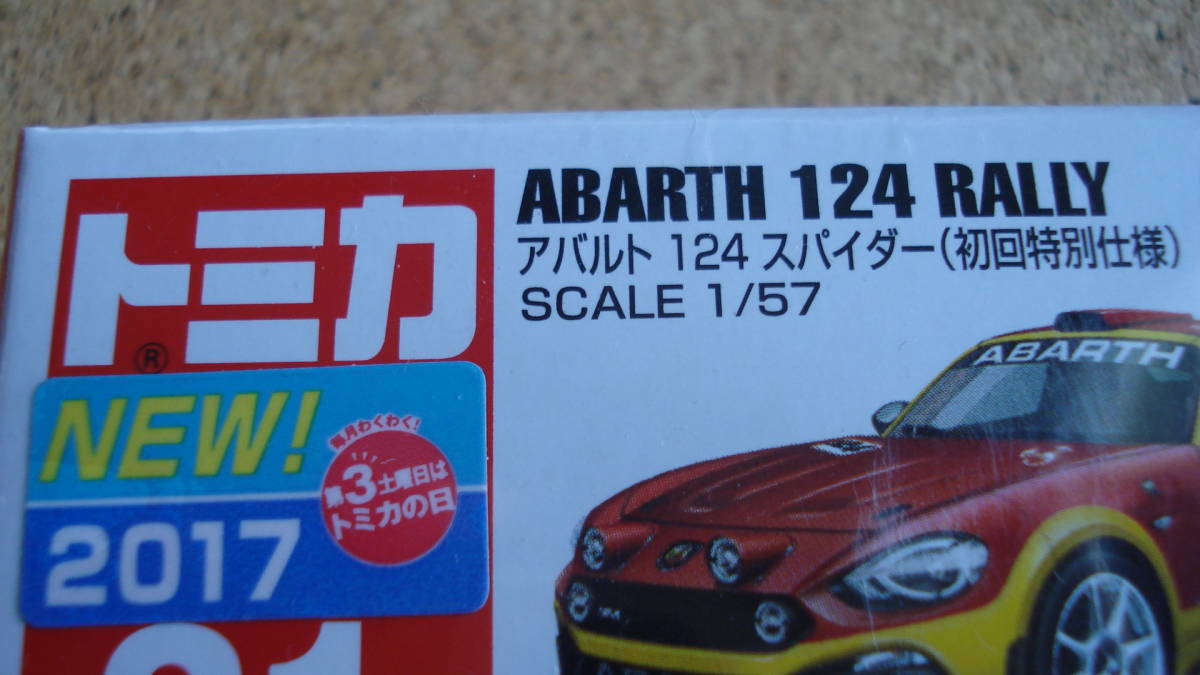 トミカ
®
ABARTH 124 RALLY
アバルト 124 スパイダー(初回特別仕様)
SCALE 1/57
ABARTH
NEW!
毎月わくわく!
第3土曜日は
トミカの日
2017
124